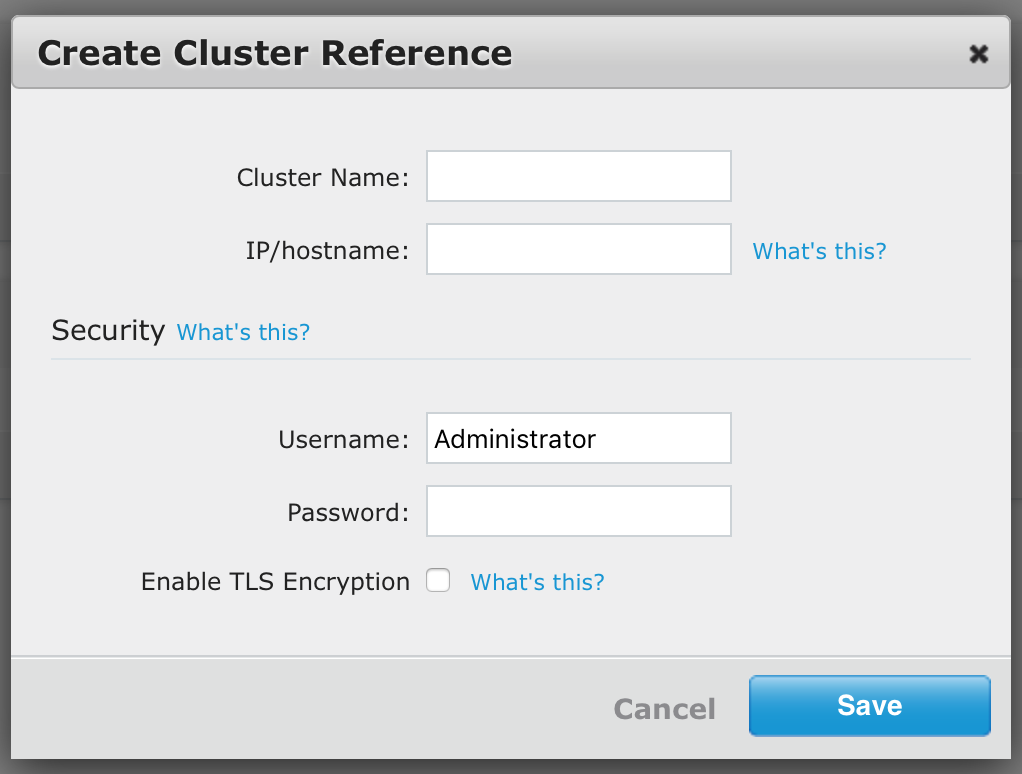 Create Cluster Reference
Cluster Name:
IP/hostname: What's this?
Security What's this?
Username: Administrator
Password:
Enable TLS Encryption What's this?
Cancel Save